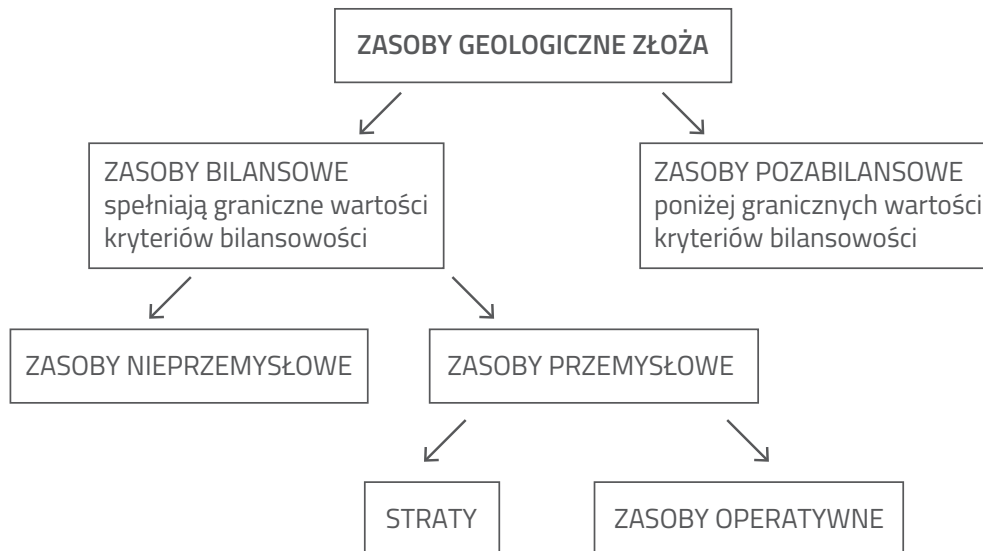 ZASOBY GEOLOGICZNE ZŁOŻA
ZASOBY BILANSOWE
spełniają graniczne wartości
kryteriów bilansowości
ZASOBY POZABILANSOWE
poniżej granicznych wartości
kryteriów bilansowości
ZASOBY NIEPRZEMYSŁOWE
ZASOBY PRZEMYSŁOWE
STRATY
ZASOBY OPERATYWNE